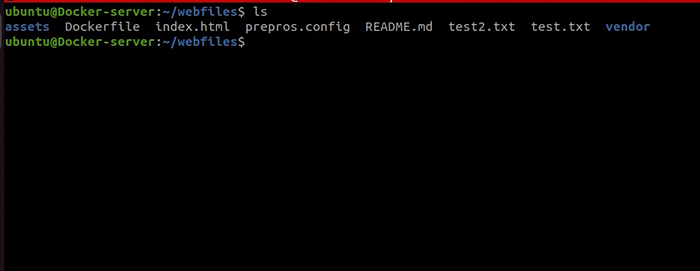 ubuntu@Docker-server:~/webfiles$ ls
assets  Dockerfile  index.html  prepros.config  README.md  test2.txt  test.txt  vendor
ubuntu@Docker-server:~/webfiles$